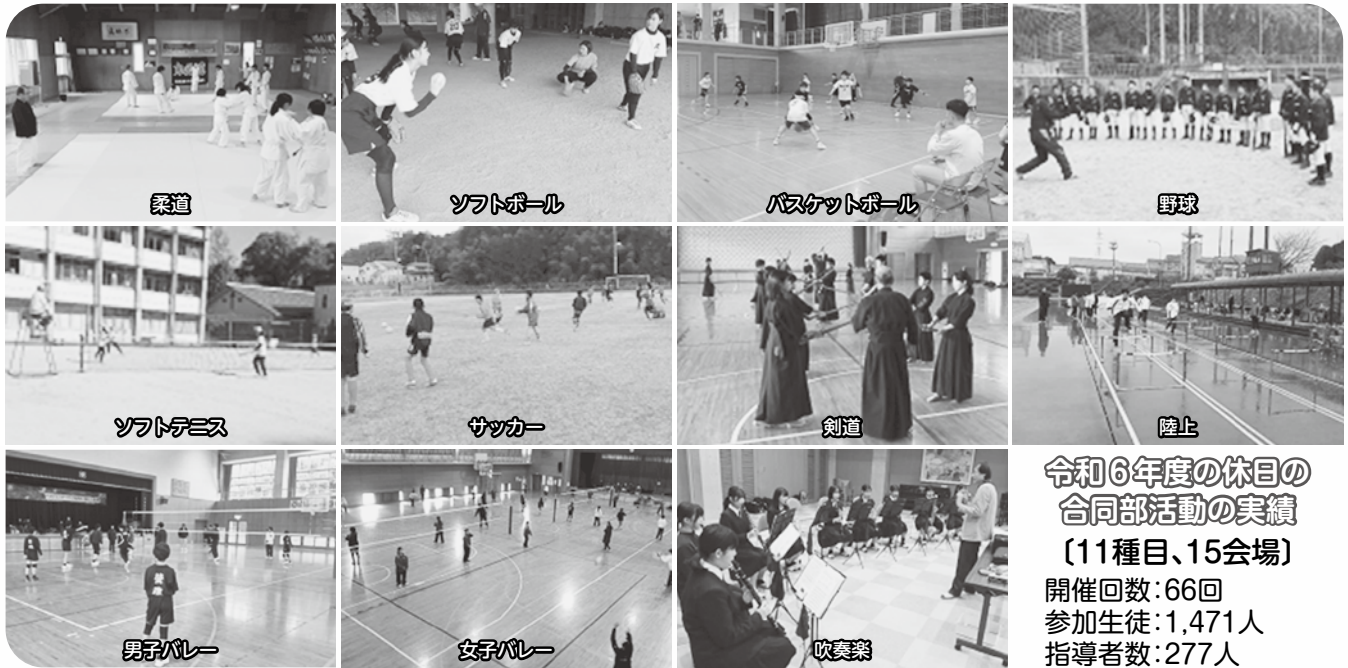 柔道
ソフトボール
バスケットボール
野球
ソフトテニス
サッカー
剣道
陸上
男子バレー
女子バレー
吹奏楽
令和6年度の休日の
合同部活動の実績
〔11種目、15会場〕
開催回数:66回
参加生徒:1,471人
指導者数:277人